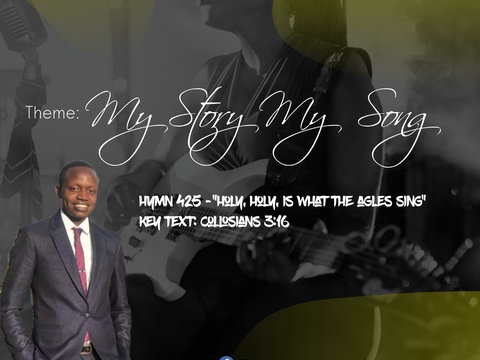 Theme: My Story My Song
HYMN 425 -"HOLY, HOLY, IS WHAT THE AGLES SING"
KEY TEXT: COLLOSIANS 3:16